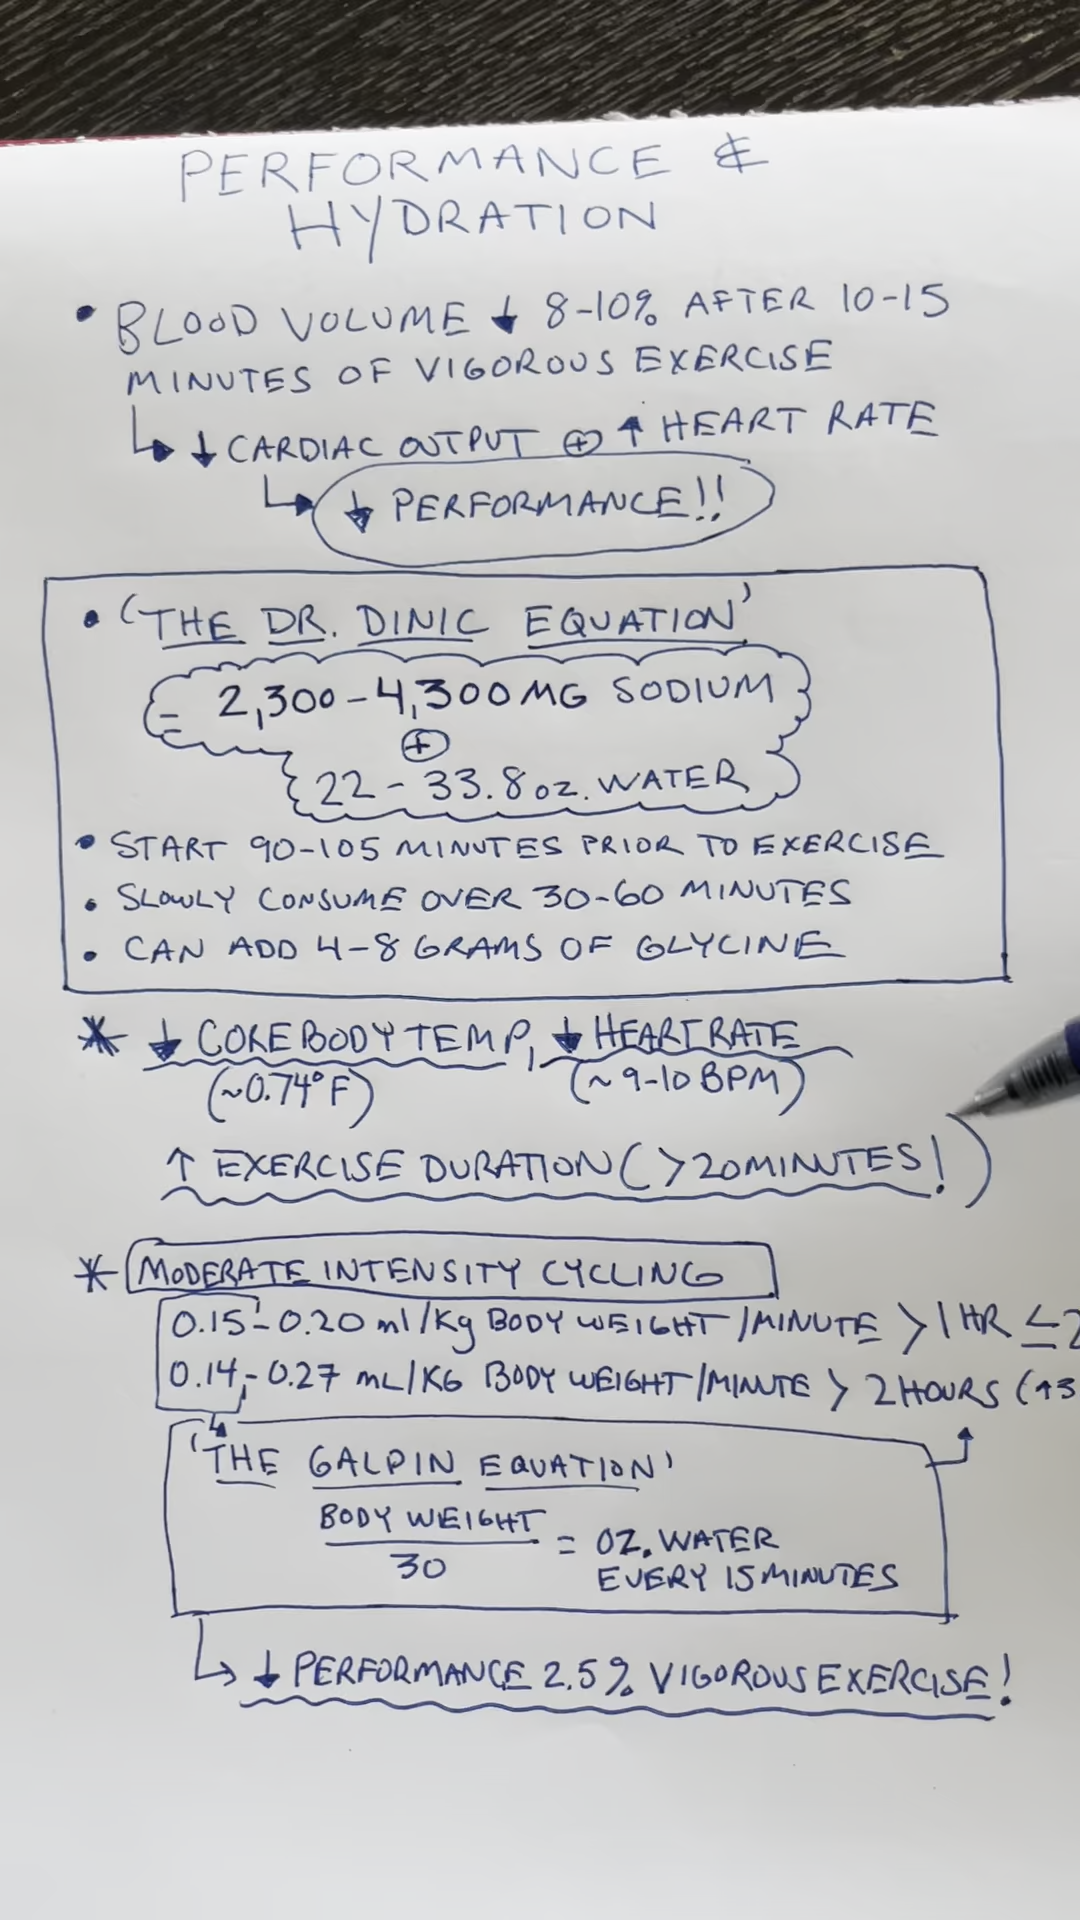 PERFORMANCE &
HYDRATION
• BLOOD VOLUME ↓ 8-10% AFTER 10-15
MINUTES OF VIGOROUS EXERCISE
↳ ↓ CARDIAC OUTPUT ⊕ ↑ HEART RATE
↳ ↓ PERFORMANCE!!
• 'THE DR. DINIC EQUATION'
= 2,300-4,300MG SODIUM
⊕
22-33.8 oz. WATER
• START 90-105 MINUTES PRIOR TO EXERCISE
• SLOWLY CONSUME OVER 30-60 MINUTES
• CAN ADD 4-8 GRAMS OF GLYCINE
* ↓ CORE BODY TEMP, ↓ HEART RATE
(~0.74°F) (~9-10 BPM)
↑ EXERCISE DURATION (>20 MINUTES!)
* MODERATE INTENSITY CYCLING
0.15-0.20 ml/Kg BODY WEIGHT/MINUTE > 1 HR ≤ 2
0.14-0.27 mL/KG BODY WEIGHT/MINUTE > 2 HOURS (↑3
'THE GALPIN EQUATION'
BODY WEIGHT
30
= OZ. WATER
EVERY 15 MINUTES
↳ ↓ PERFORMANCE 2.5% VIGOROUS EXERCISE!